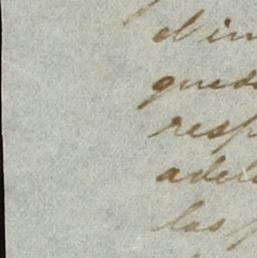 el in
qued
resp
adel
las p